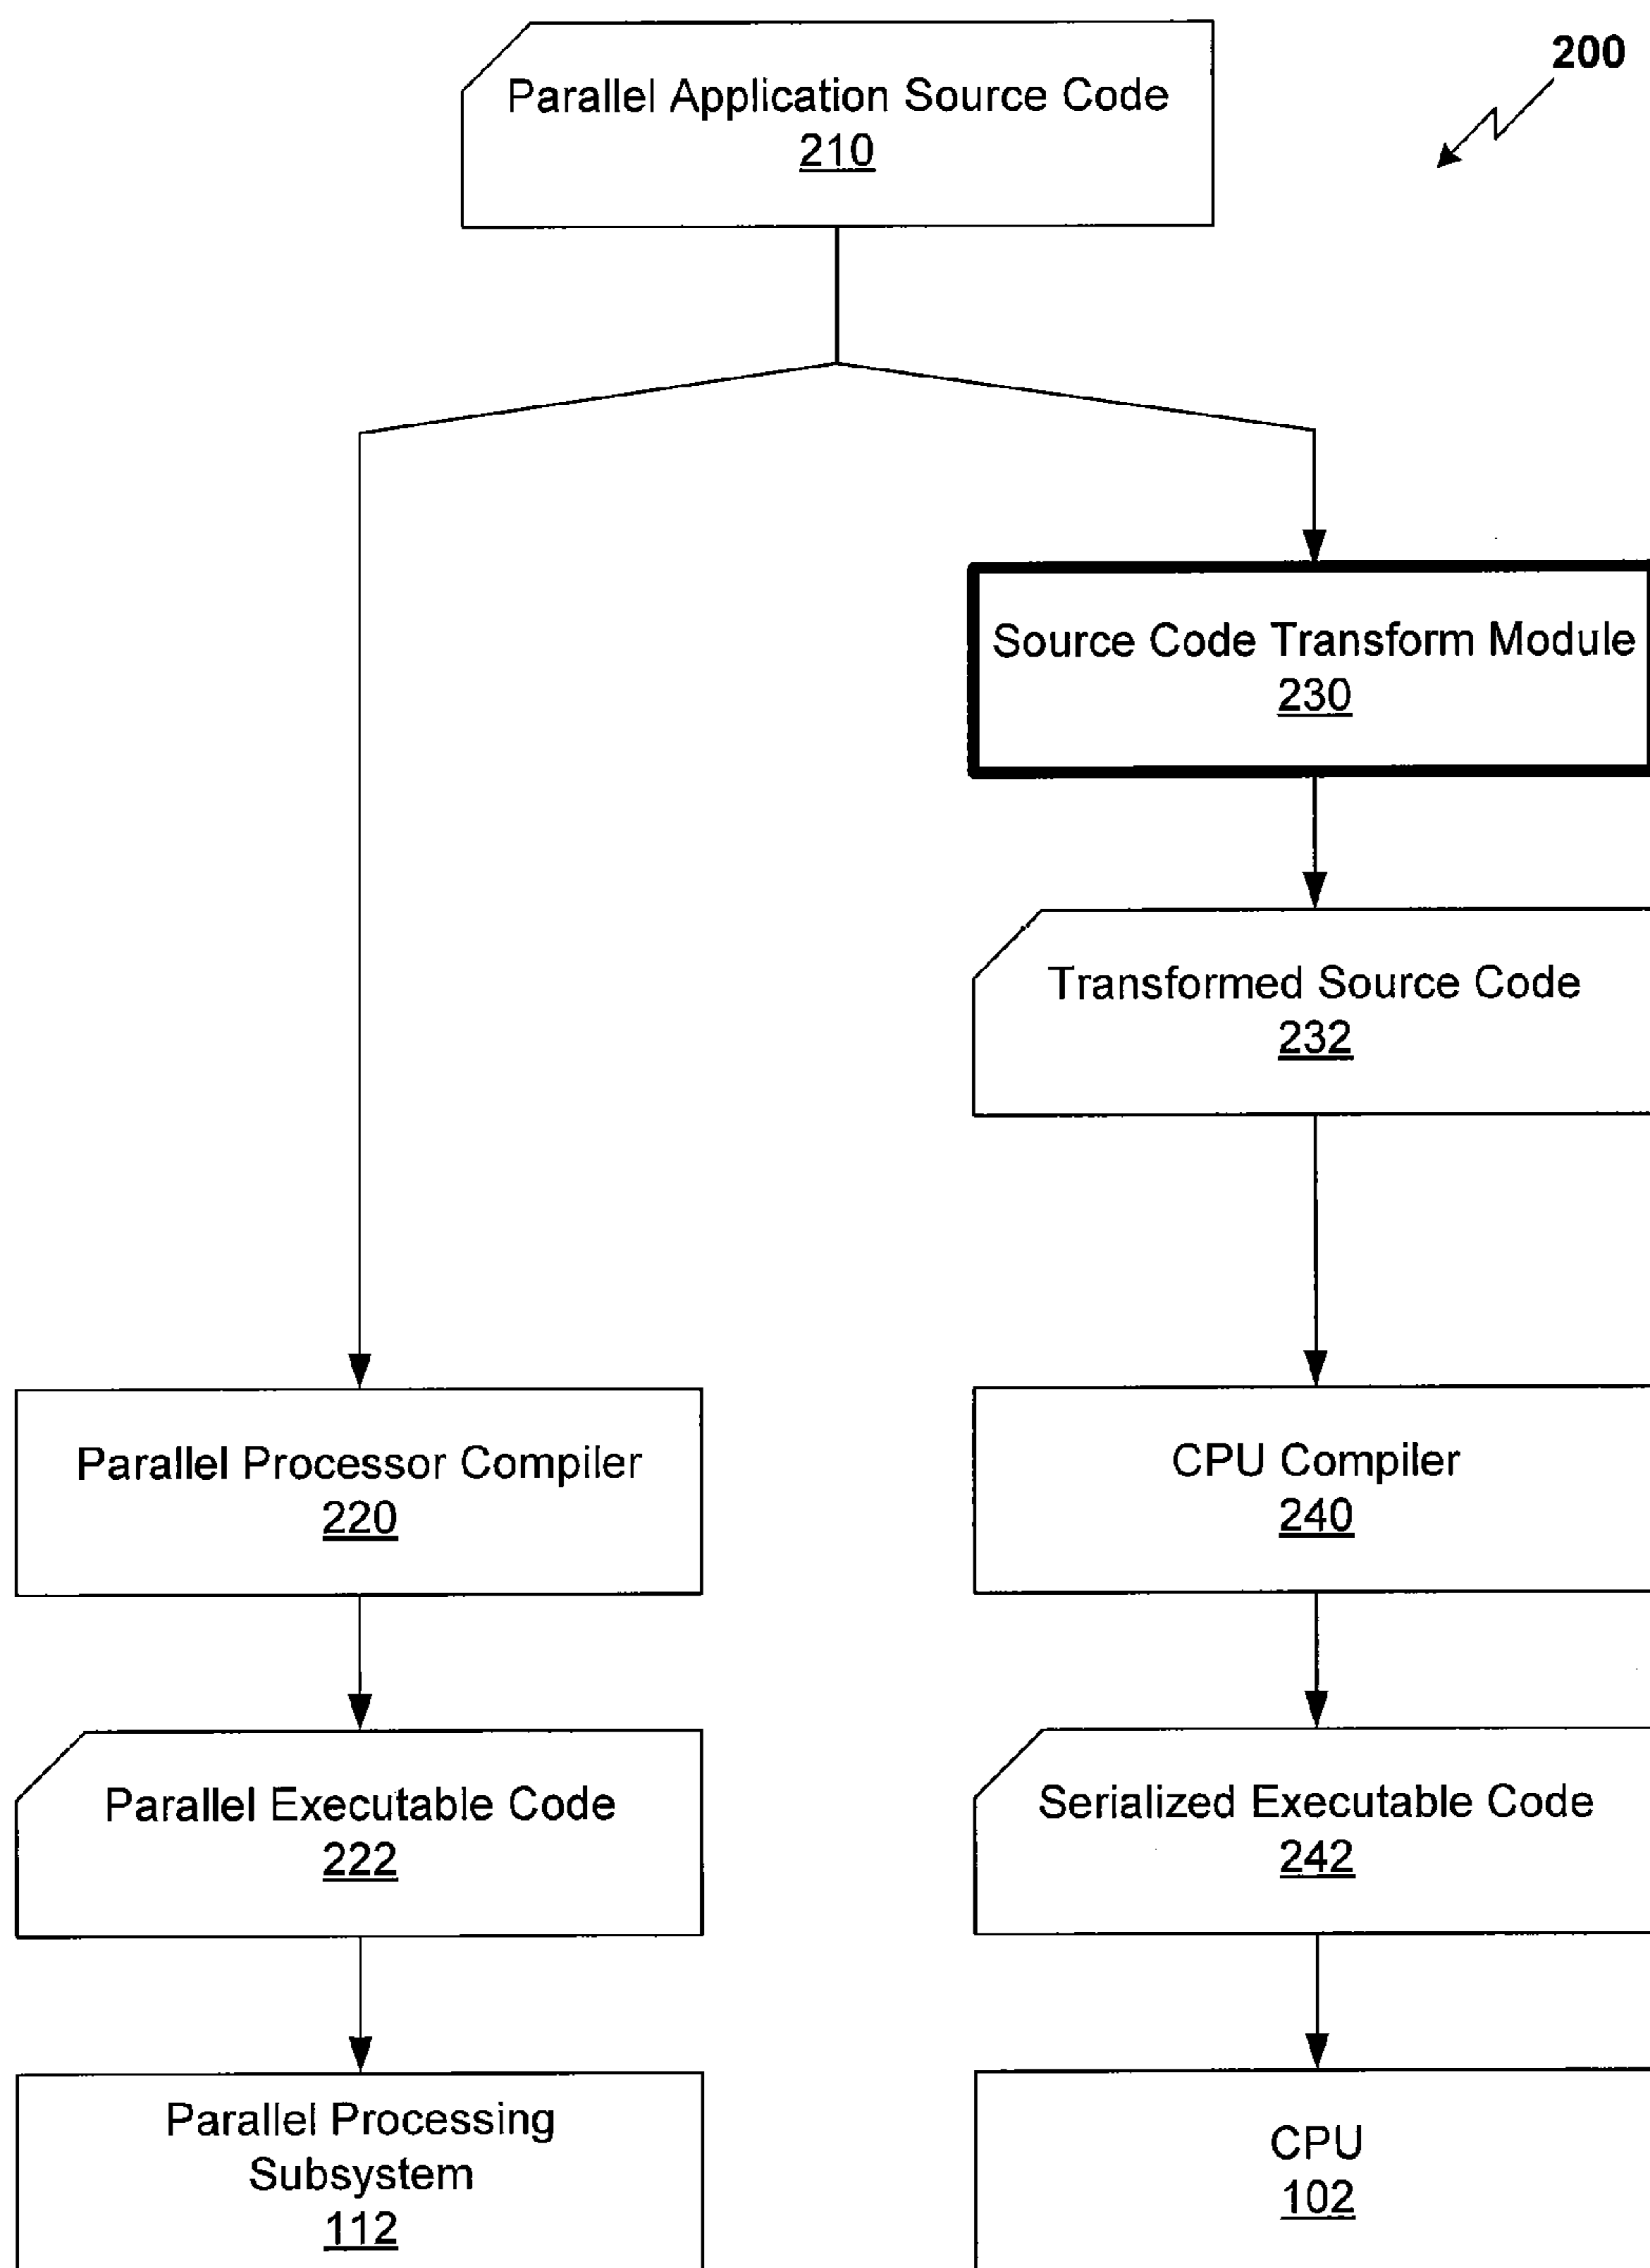 200
Parallel Application Source Code
210
Source Code Transform Module
230
Transformed Source Code
232
Parallel Processor Compiler
220
CPU Compiler
240
Parallel Executable Code
222
Serialized Executable Code
242
Parallel Processing
Subsystem
112
CPU
102